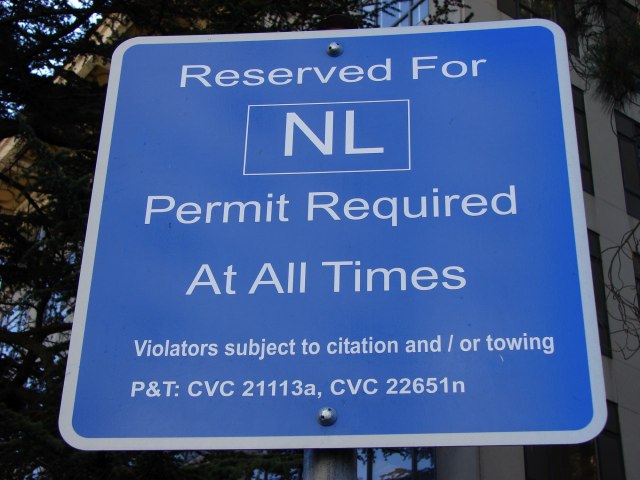 Reserved For
NL
Permit Required
At All Times
Violators subject to citation and / or towing
P&T: CVC 21113a, CVC 22651n